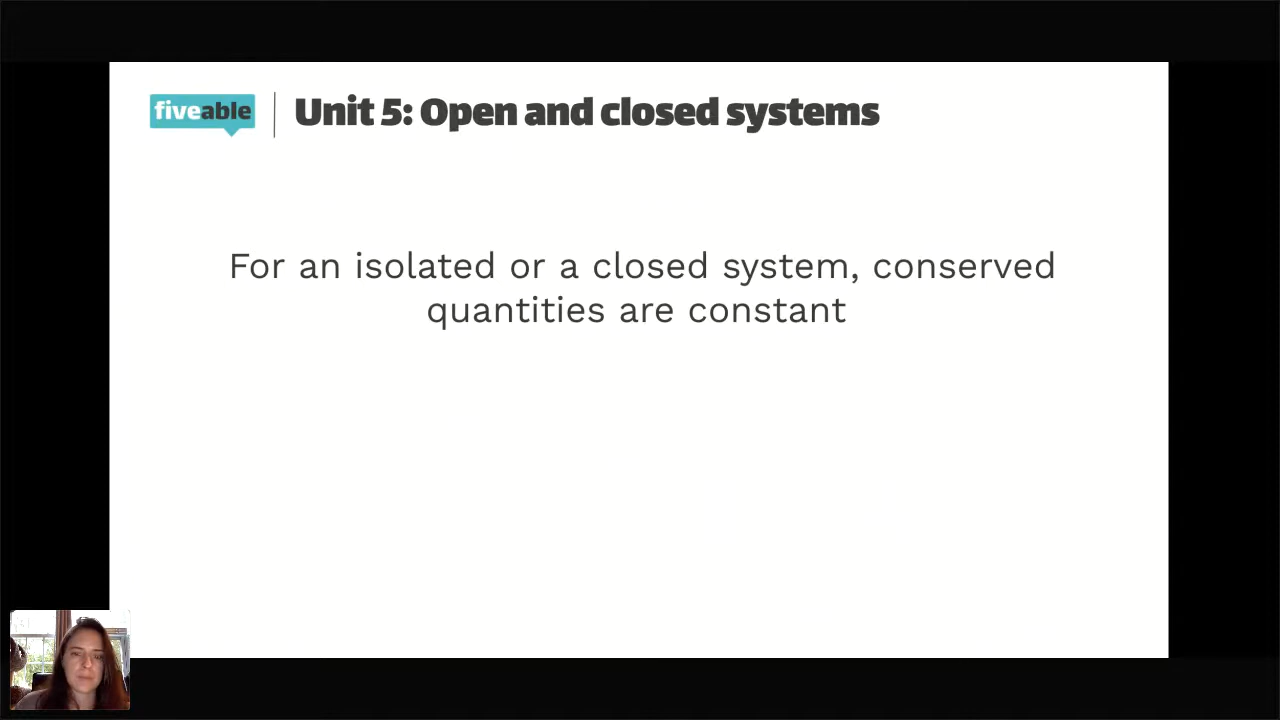 fiveable
Unit 5: Open and closed systems
For an isolated or a closed system, conserved
quantities are constant